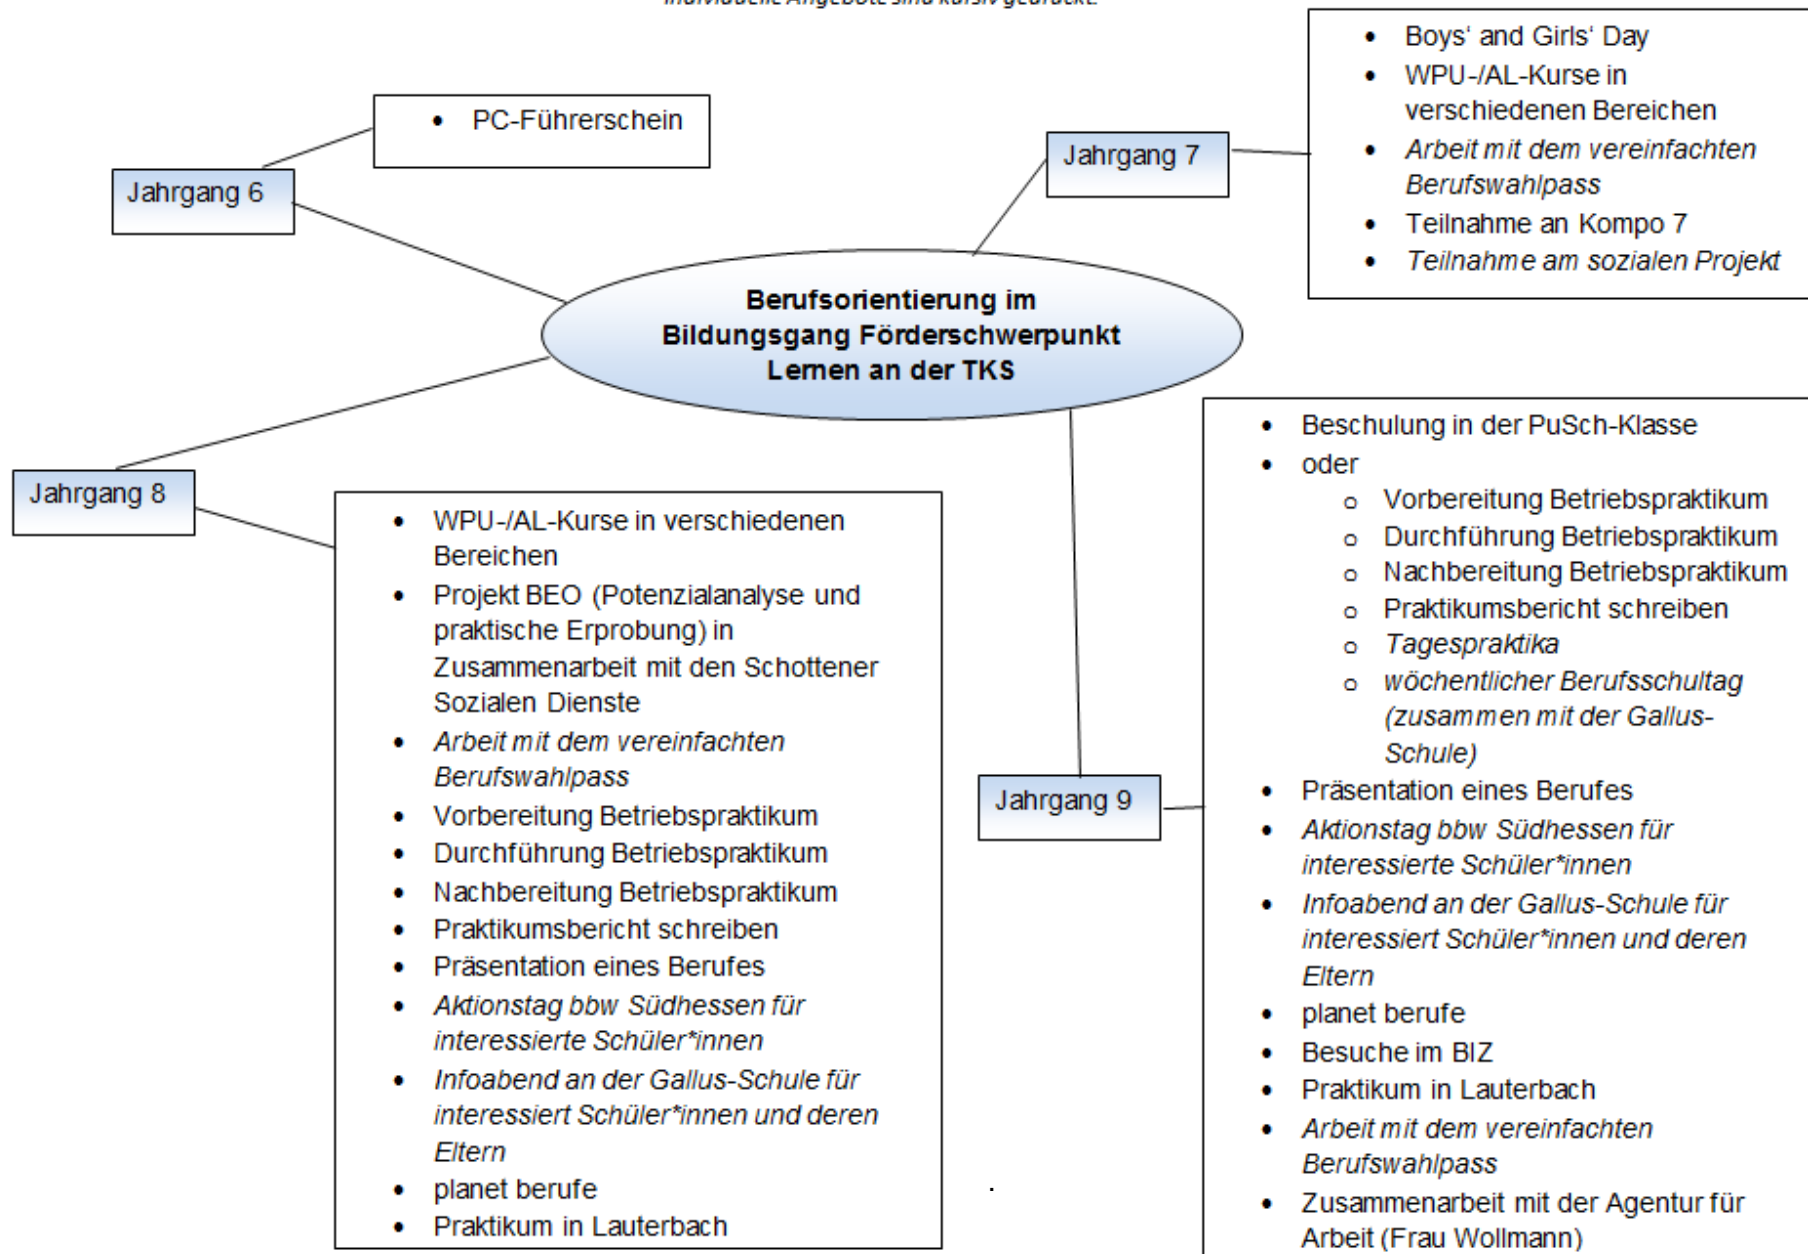 Individuelle Angebote sind kursiv gedruckt.
PC-Führerschein
Jahrgang 6
Jahrgang 7
Boys‘ and Girls‘ Day
WPU-/AL-Kurse in
verschiedenen Bereichen
Arbeit mit dem vereinfachten
Berufswahlpass
Teilnahme an Kompo 7
Teilnahme am sozialen Projekt
Berufsorientierung im
Bildungsgang Förderschwerpunkt
Lernen an der TKS
Jahrgang 8
WPU-/AL-Kurse in verschiedenen
Bereichen
Projekt BEO (Potenzialanalyse und
praktische Erprobung) in
Zusammenarbeit mit den Schottener
Sozialen Dienste
Arbeit mit dem vereinfachten
Berufswahlpass
Vorbereitung Betriebspraktikum
Durchführung Betriebspraktikum
Nachbereitung Betriebspraktikum
Praktikumsbericht schreiben
Präsentation eines Berufes
Aktionstag bbw Südhessen für
interessierte Schüler*innen
Infoabend an der Gallus-Schule für
interessiert Schüler*innen und deren
Eltern
planet berufe
Praktikum in Lauterbach
Jahrgang 9
Beschulung in der PuSch-Klasse
oder
Vorbereitung Betriebspraktikum
Durchführung Betriebspraktikum
Nachbereitung Betriebspraktikum
Praktikumsbericht schreiben
Tagespraktika
wöchentlicher Berufsschultag
(zusammen mit der Gallus-
Schule)
Präsentation eines Berufes
Aktionstag bbw Südhessen für
interessierte Schüler*innen
Infoabend an der Gallus-Schule für
interessiert Schüler*innen und deren
Eltern
planet berufe
Besuche im BIZ
Praktikum in Lauterbach
Arbeit mit dem vereinfachten
Berufswahlpass
Zusammenarbeit mit der Agentur für
Arbeit (Frau Wollmann)